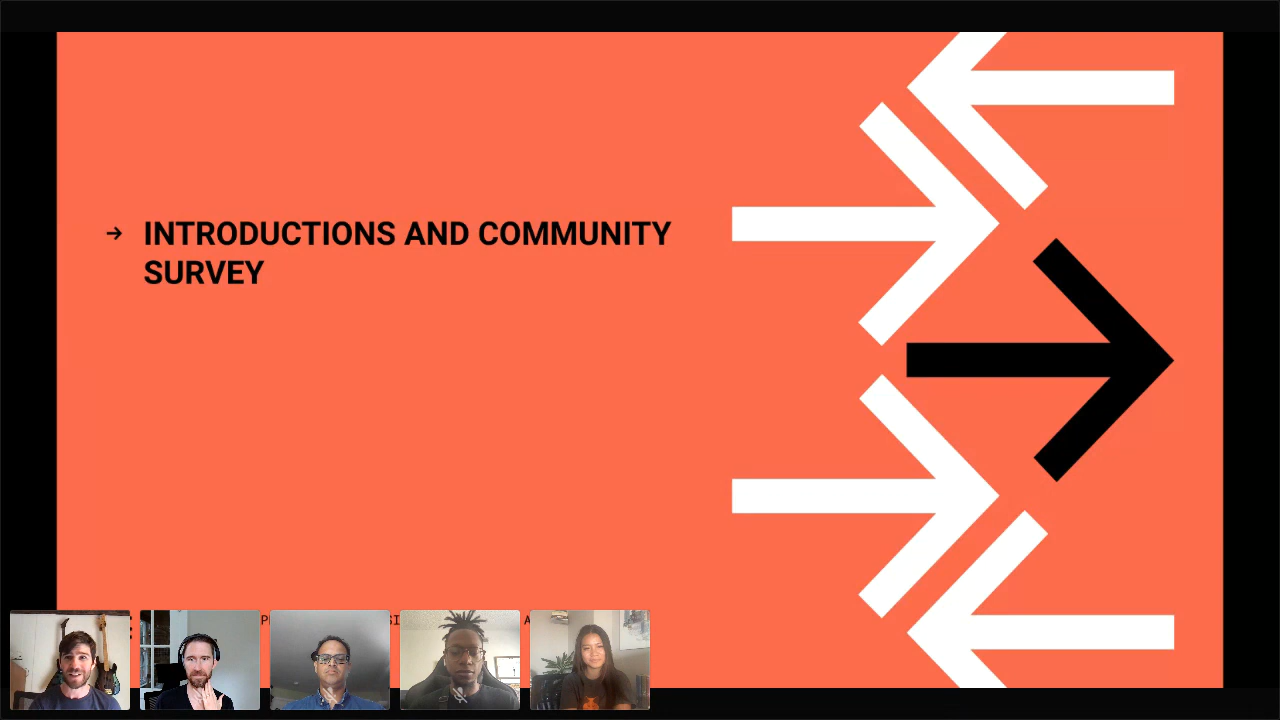 → INTRODUCTIONS AND COMMUNITY
SURVEY